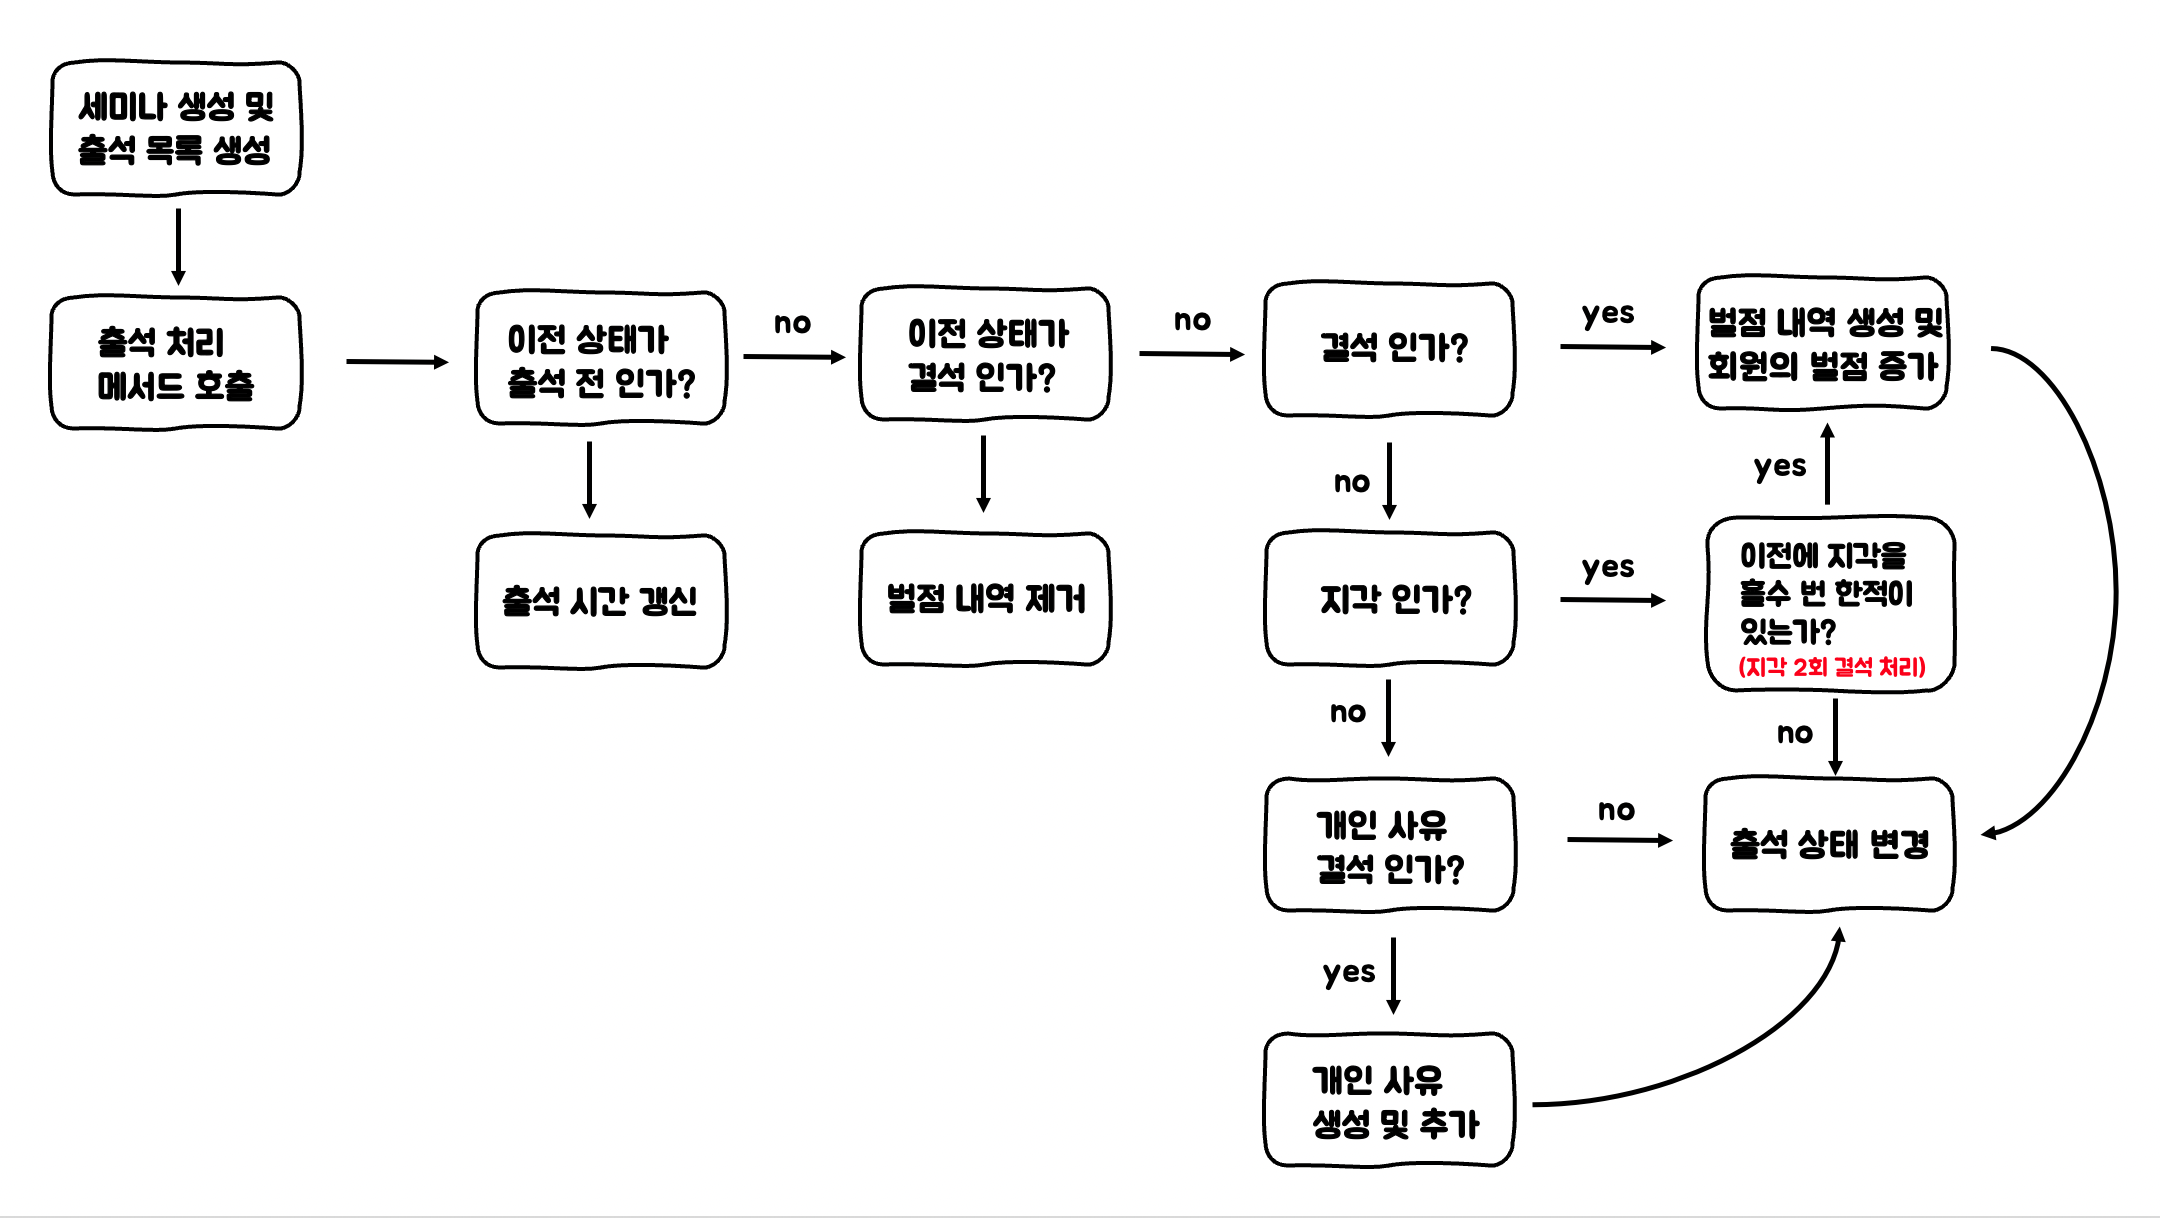 세미나 생성 및
출석 목록 생성
출석 처리
메서드 호출
이전 상태가
출석 전 인가?
no
이전 상태가
결석 인가?
no
결석 인가?
yes
벌점 내역 생성 및
회원의 벌점 증가
출석 시간 갱신
벌점 내역 제거
no
지각 인가?
yes
이전에 지각을
홀수 번 한적이
있는가?
(지각 2회 결석 처리)
yes
no
no
개인 사유
결석 인가?
no
출석 상태 변경
yes
개인 사유
생성 및 추가